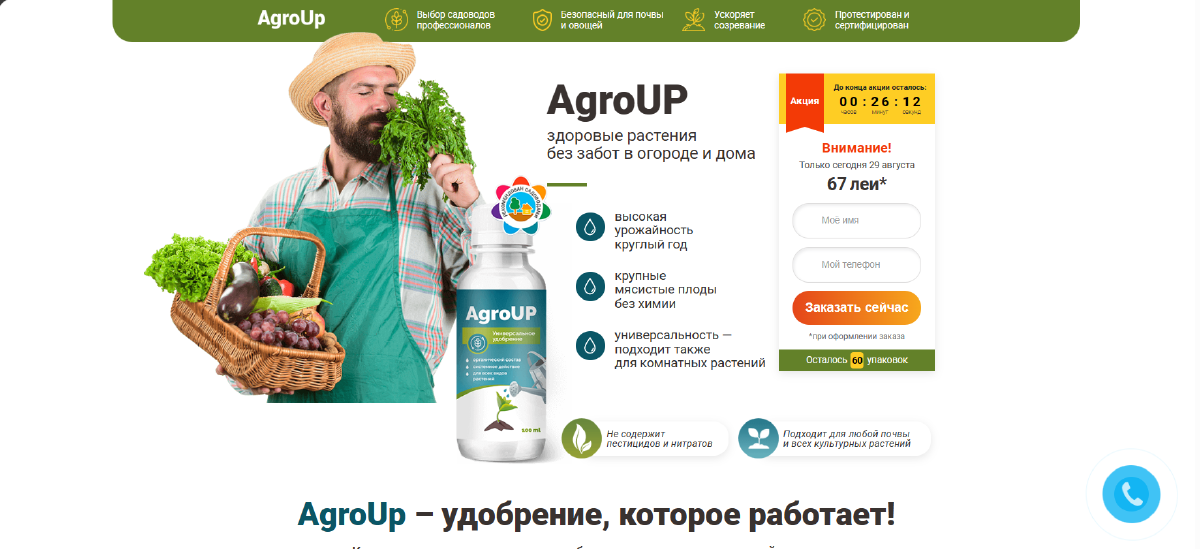 AgroUp
Выбор садоводов
профессионалов
Безопасный для почвы
и овощей
Ускоряет
созревание
Протестирован и
сертифицирован
AgroUP
здоровые растения
без забот в огороде и дома
высокая
урожайность
круглый год
крупные
мясистые плоды
без химии
универсальность —
подходит также
для комнатных растений
Акция
До конца акции осталось:
00 : 26 : 12
часов минут секунд
Внимание!
Только сегодня 29 августа
67 леи*
Моё имя
Мой телефон
Заказать сейчас
*при оформлении заказа
Осталось 60 упаковок
AgroUP
Универсальное
удобрение
100 ml
Не содержит
пестицидов и нитратов
Подходит для любой почвы
и всех культурных растений
AgroUp – удобрение, которое работает!